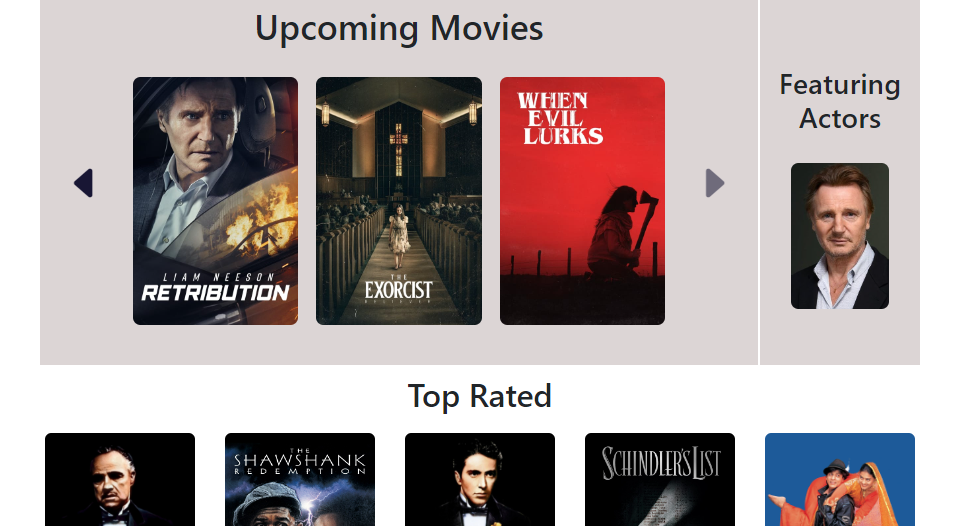 Upcoming Movies
Featuring
Actors
LIAM NEESON
RETRIBUTION
THE
EXORCIST
BELIEVER
WHEN
EVIL
LURKS
Top Rated
THE
SHAWSHANK
REDEMPTION
SCHINDLER'S LIST